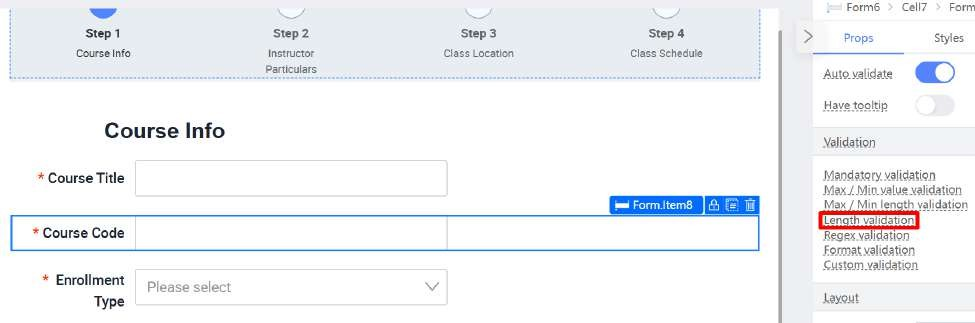 Form6 > Cell7 > Form
Step 1
Step 2
Step 3
Step 4
Course Info
Instructor
Particulars
Class Location
Class Schedule
Props
Styles
Auto validate
Have tooltip
Course Info
Validation
* Course Title
Mandatory validation
Max / Min value validation
Max / Min length validation
Form.Item8
Length validation
* Course Code
Regex validation
Format validation
Custom validation
* Enrollment
Type
Please select
Layout